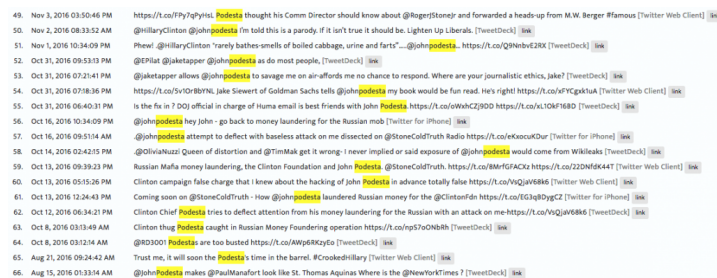 49. Nov 3, 2016 03:50:46 PM https://t.co/FPy7qPyHsL Podesta thought his Comm Director should know about @RogerJStoneJr and forwarded a heads-up from M.W. Berger #famous [Twitter Web Client] link
50. Nov 2, 2016 08:33:52 AM @HillaryClinton @johnpodesta I'm told this is a parody. If it isn't true it should be. Lighten Up Liberals. [TweetDeck] link
51. Nov 1, 2016 10:34:09 PM Phew! .@HillaryClinton "rarely bathes-smells of boiled cabbage, urine and farts"....@johnpodesta.. https://t.co/Q9NnbvE2RX [TweetDeck] link
52. Oct 31, 2016 09:53:13 PM @EPilat @jaketapper @johnpodesta as do most people, [TweetDeck] link
53. Oct 31, 2016 07:21:41 PM @jaketapper allows @johnpodesta to savage me on air-affords me no chance to respond. Where are your journalistic ethics, Jake? [TweetDeck] link
54. Oct 31, 2016 07:18:36 PM https://t.co/5v1Or8bYNL Jake Siewert of Goldman Sachs tells @johnpodesta my book would be fun read. He's right! https://t.co/xFYCgxk1uA [Twitter Web Client] link
55. Oct 31, 2016 06:40:31 PM Is the fix in ? DOJ official in charge of Huma email is best friends with John Podesta. https://t.co/oWxhCZj9DD https://t.co/xL1OkF168D [TweetDeck] link
56. Oct 16, 2016 10:34:09 PM @johnpodesta hey John - go back to money laundering for the Russian mob [Twitter for iPhone] link
57. Oct 16, 2016 09:51:14 AM .@johnpodesta attempt to deflect with baseless attack on me dissected on @StoneColdTruth Radio https://t.co/eKxocuKDur [Twitter for iPhone] link
58. Oct 14, 2016 02:42:15 PM .@OliviaNuzzi Queen of distortion and @TimMak get it wrong- I never implied or said exposure of @johnpodesta would come from Wikileaks [TweetDeck] link
59. Oct 13, 2016 09:39:23 PM Russian Mafia money laundering, the Clinton Foundation and John Podesta. @StoneColdTruth. https://t.co/8MrfGFACXz https://t.co/22DNfdK44T [Twitter Web Client] link
60. Oct 13, 2016 05:15:26 PM Clinton campaign false charge that I knew about the hacking of John Podesta in advance totally false https://t.co/VsQjaV68k6 [Twitter Web Client] link
61. Oct 13, 2016 12:24:43 PM Coming soon on @StoneColdTruth - How @johnpodesta laundered Russian money for the @ClintonFdn https://t.co/EG3qBDygCZ [Twitter for iPhone] link
62. Oct 12, 2016 06:34:21 PM Clinton Chief Podesta tries to deflect attention from his money laundering for the Russian with an attack on me-https://t.co/VsQjaV68k6 [TweetDeck] link
63. Oct 8, 2016 03:13:49 AM Clinton thug Podesta caught in Russian Money Foundering operation https://t.co/npS7oONbRh [TweetDeck] link
64. Oct 8, 2016 03:12:14 AM @RD3001 Podestas are too busted https://t.co/AWp6RKzyEo [TweetDeck] link
65. Aug 21, 2016 09:24:42 AM Trust me, it will soon the Podesta's time in the barrel. #CrookedHillary [Twitter Web Client] link
66. Aug 15, 2016 01:33:14 AM @JohnPodesta makes @PaulManafort look like St. Thomas Aquinas Where is the @NewYorkTimes ? [TweetDeck] link